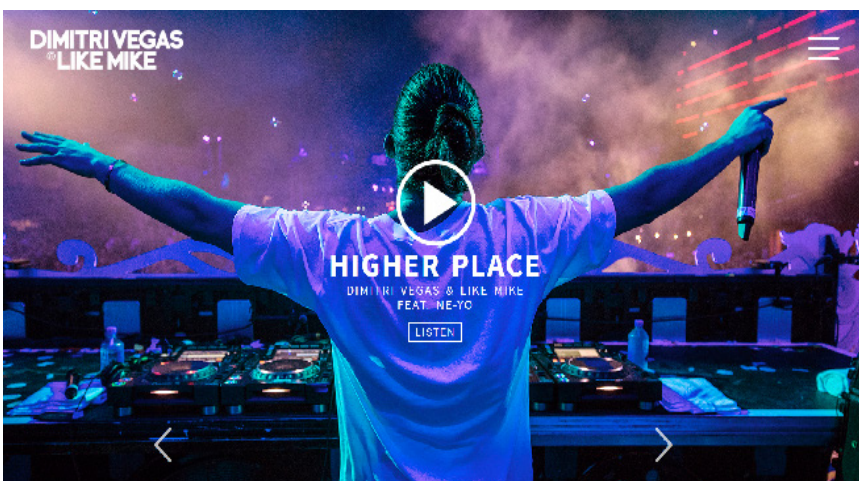 DIMITRI VEGAS
LIKE MIKE
HIGHER PLACE
DIMITRI VEGAS & LIKE MIKE
FEAT. NE-YO
LISTEN